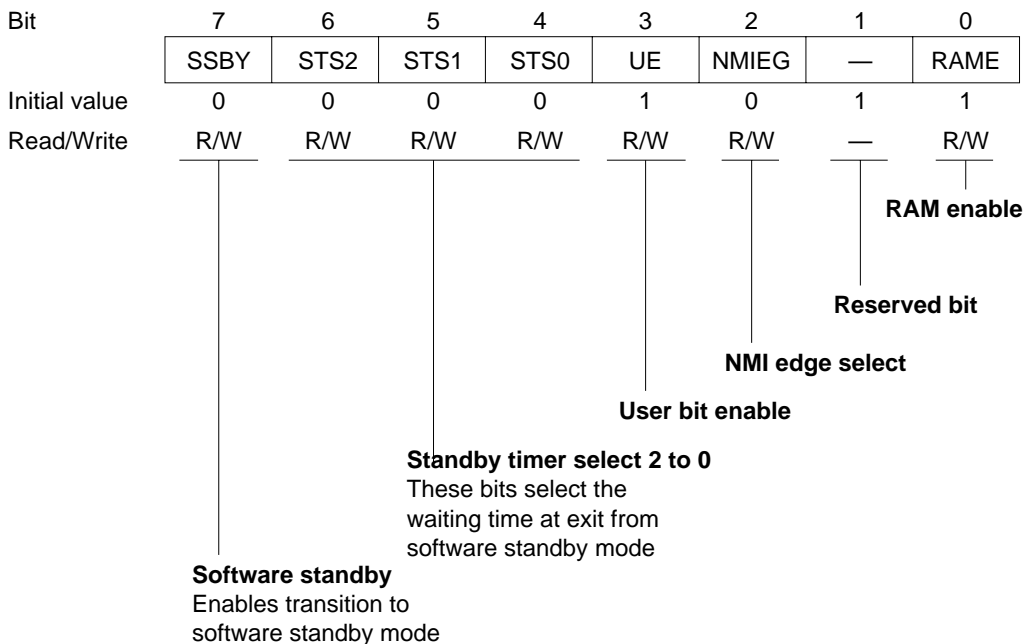 Bit 7 6 5 4 3 2 1 0
SSBY STS2 STS1 STS0 UE NMIEG — RAME
Initial value 0 0 0 0 1 0 1 1
Read/Write R/W R/W R/W R/W R/W R/W — R/W
RAM enable
Reserved bit
NMI edge select
User bit enable
Standby timer select 2 to 0
These bits select the
waiting time at exit from
software standby mode
Software standby
Enables transition to
software standby mode